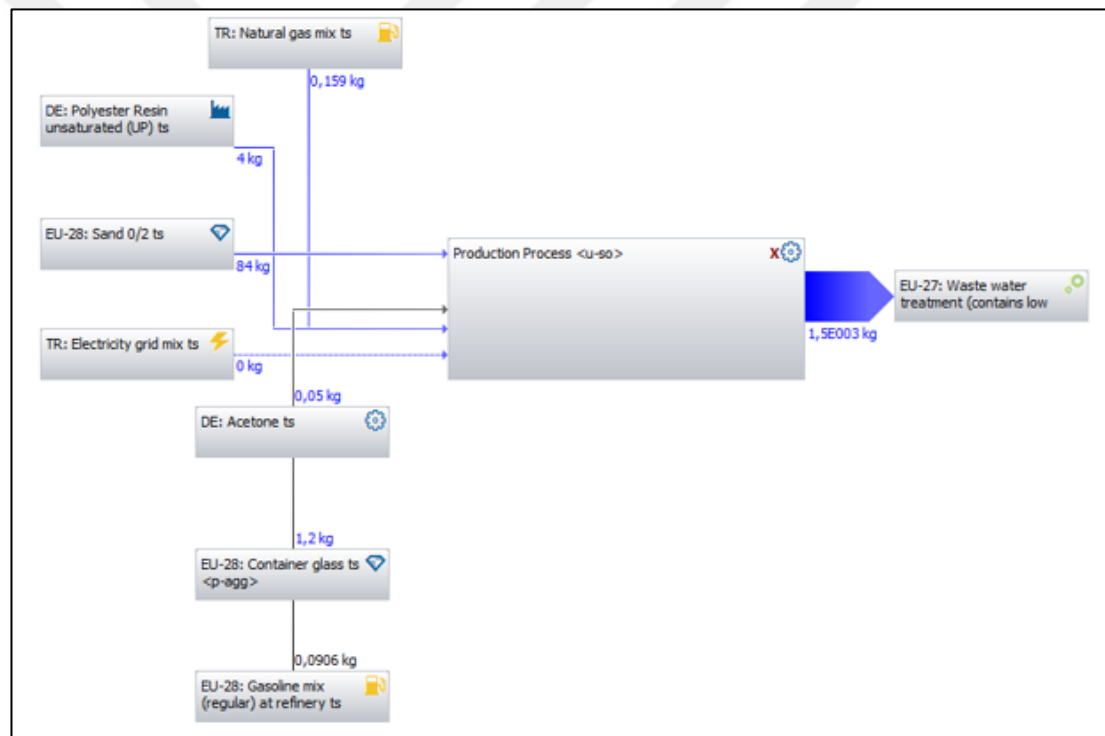 TR: Natural gas mix ts
0,159 kg
DE: Polyester Resin
unsaturated (UP) ts
4 kg
EU-28: Sand 0/2 ts
84 kg
Production Process <u-so>
X
EU-27: Waste water
treatment (contains low
1,5E003 kg
TR: Electricity grid mix ts
0 kg
0,05 kg
DE: Acetone ts
1,2 kg
EU-28: Container glass ts
<p-agg>
0,0906 kg
EU-28: Gasoline mix
(regular) at refinery ts